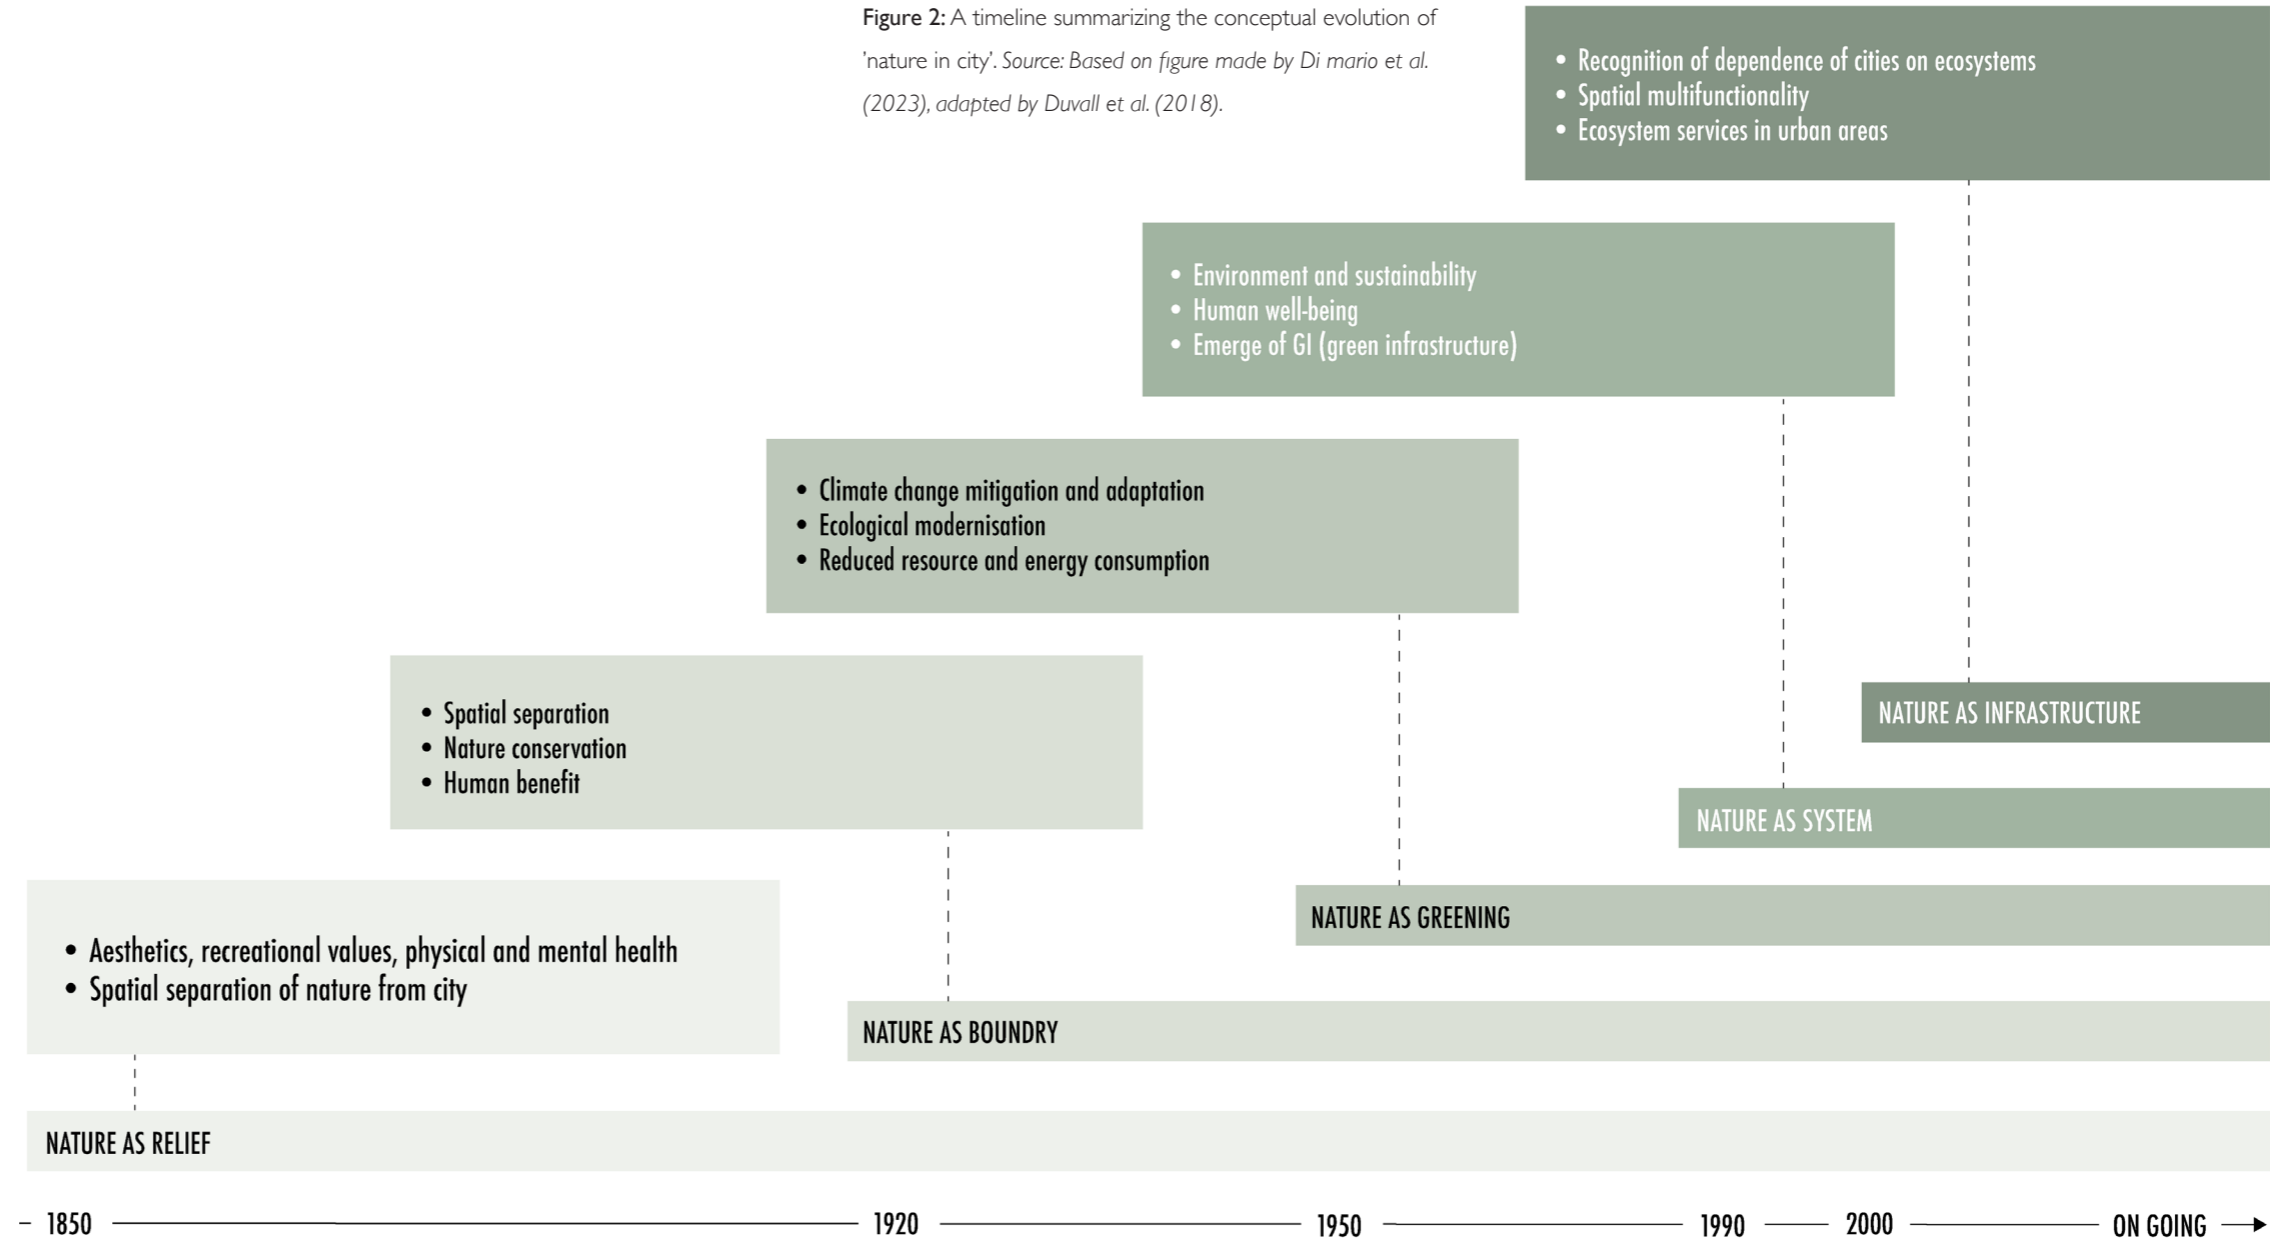 Figure 2: A timeline summarizing the conceptual evolution of
'nature in city'. Source: Based on figure made by Di mario et al.
(2023), adapted by Duvall et al. (2018).
• Recognition of dependence of cities on ecosystems
• Spatial multifunctionality
• Ecosystem services in urban areas
• Environment and sustainability
• Human well-being
• Emerge of GI (green infrastructure)
• Climate change mitigation and adaptation
• Ecological modernisation
• Reduced resource and energy consumption
• Spatial separation
• Nature conservation
• Human benefit
• Aesthetics, recreational values, physical and mental health
• Spatial separation of nature from city
NATURE AS INFRASTRUCTURE
NATURE AS SYSTEM
NATURE AS GREENING
NATURE AS BOUNDRY
NATURE AS RELIEF
1850 1920 1950 1990 2000 ON GOING